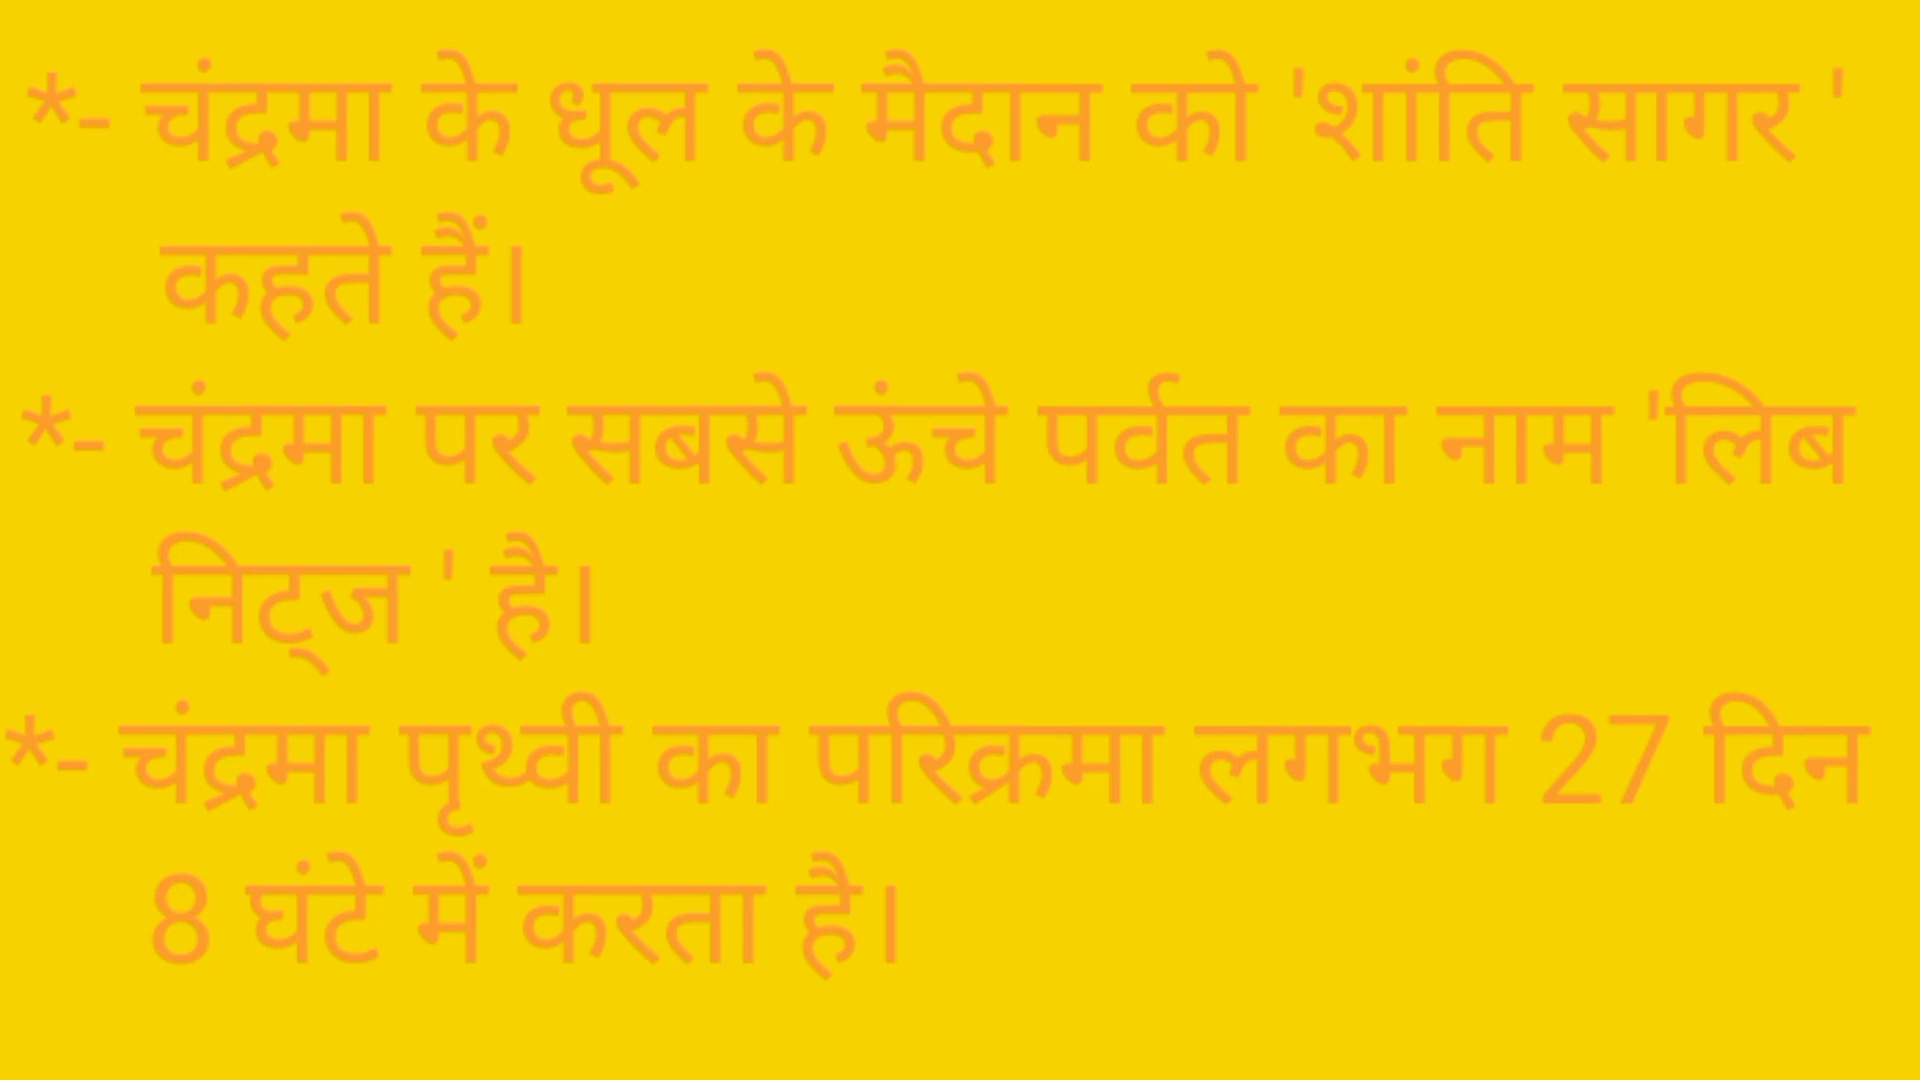 *- चंद्रमा के धूल के मैदान को 'शांति सागर '
कहते हैं।
*- चंद्रमा पर सबसे ऊंचे पर्वत का नाम 'लिब
निट्ज ' है।
*- चंद्रमा पृथ्वी का परिक्रमा लगभग 27 दिन
8 घंटे में करता है।